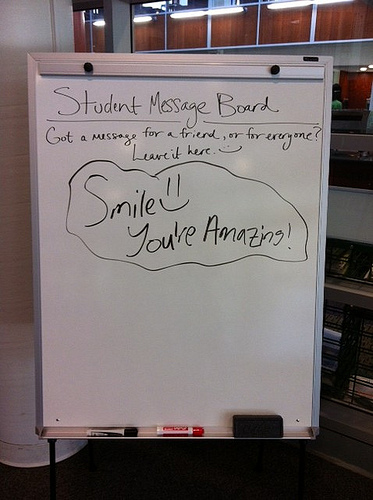 Student Message Board
Got a message for a friend, or for everyone?
Leave it here. :)
Smile!!
You're Amazing!